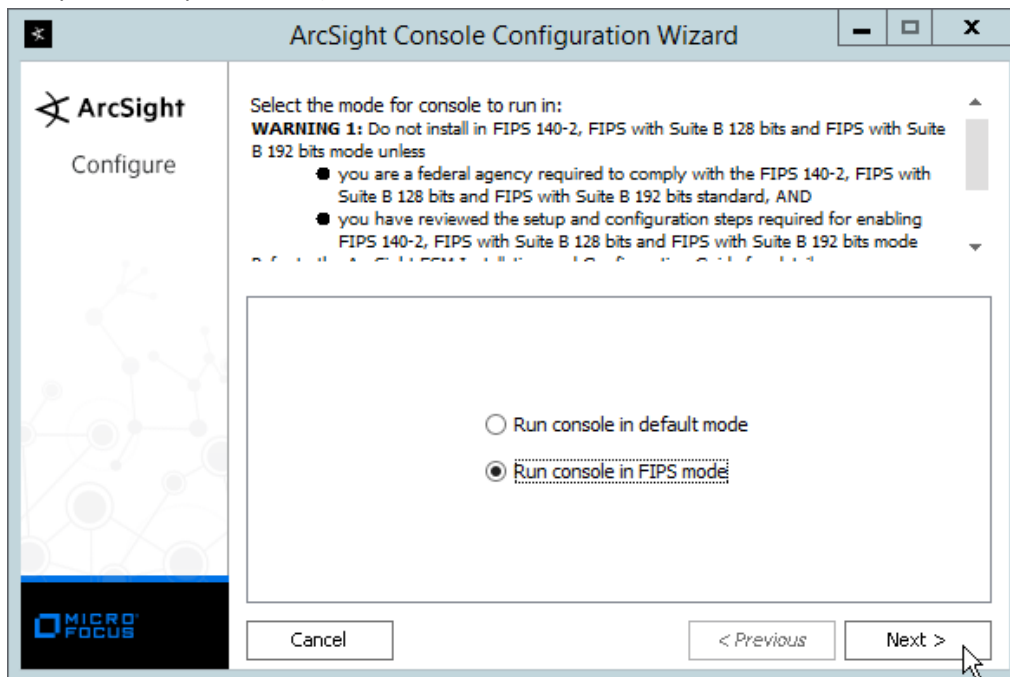 ArcSight Console Configuration Wizard
ArcSight
Configure
Select the mode for console to run in:
WARNING 1: Do not install in FIPS 140-2, FIPS with Suite B 128 bits and FIPS with Suite
B 192 bits mode unless
you are a federal agency required to comply with the FIPS 140-2, FIPS with
Suite B 128 bits and FIPS with Suite B 192 bits standard, AND
you have reviewed the setup and configuration steps required for enabling
FIPS 140-2, FIPS with Suite B 128 bits and FIPS with Suite B 192 bits mode
Run console in default mode
Run console in FIPS mode
MICRO
FOCUS
Cancel
< Previous
Next >